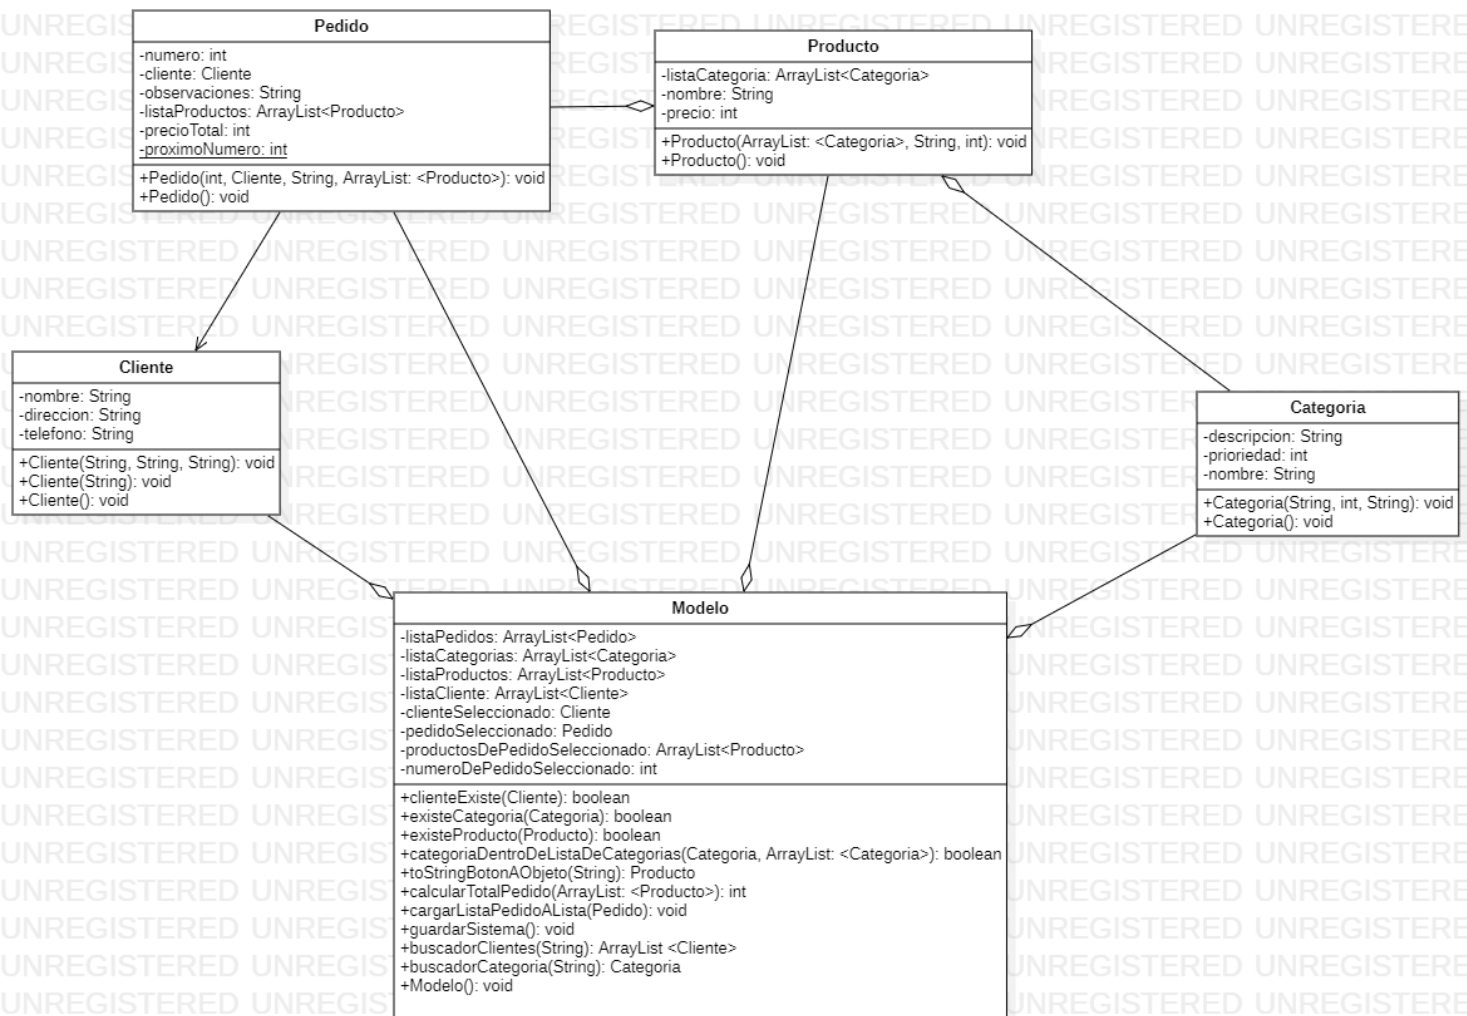 Pedido
-numero: int
-cliente: Cliente
-observaciones: String
-listaProductos: ArrayList<Producto>
-precioTotal: int
-proximoNumero: int
+Pedido(int, Cliente, String, ArrayList: <Producto>): void
+Pedido(): void
Producto
-listaCategoria: ArrayList<Categoria>
-nombre: String
-precio: int
+Producto(ArrayList: <Categoria>, String, int): void
+Producto(): void
Cliente
-nombre: String
-direccion: String
-telefono: String
+Cliente(String, String, String): void
+Cliente(String): void
+Cliente(): void
Categoria
-descripcion: String
-prioriedad: int
-nombre: String
+Categoria(String, int, String): void
+Categoria(): void
Modelo
-listaPedidos: ArrayList<Pedido>
-listaCategorias: ArrayList<Categoria>
-listaProductos: ArrayList<Producto>
-listaCliente: ArrayList<Cliente>
-clienteSeleccionado: Cliente
-pedidoSeleccionado: Pedido
-productosDePedidoSeleccionado: ArrayList<Producto>
-numeroDePedidoSeleccionado: int
+clienteExiste(Cliente): boolean
+existeCategoria(Categoria): boolean
+existeProducto(Producto): boolean
+categoriaDentroDeListaDeCategorias(Categoria, ArrayList: <Categoria>): boolean
+toStringBotonAObjeto(String): Producto
+calcularTotalPedido(ArrayList: <Producto>): int
+cargarListaPedidoALista(Pedido): void
+guardarSistema(): void
+buscadorClientes(String): ArrayList <Cliente>
+buscadorCategoria(String): Categoria
+Modelo(): void
UNREGISTERED